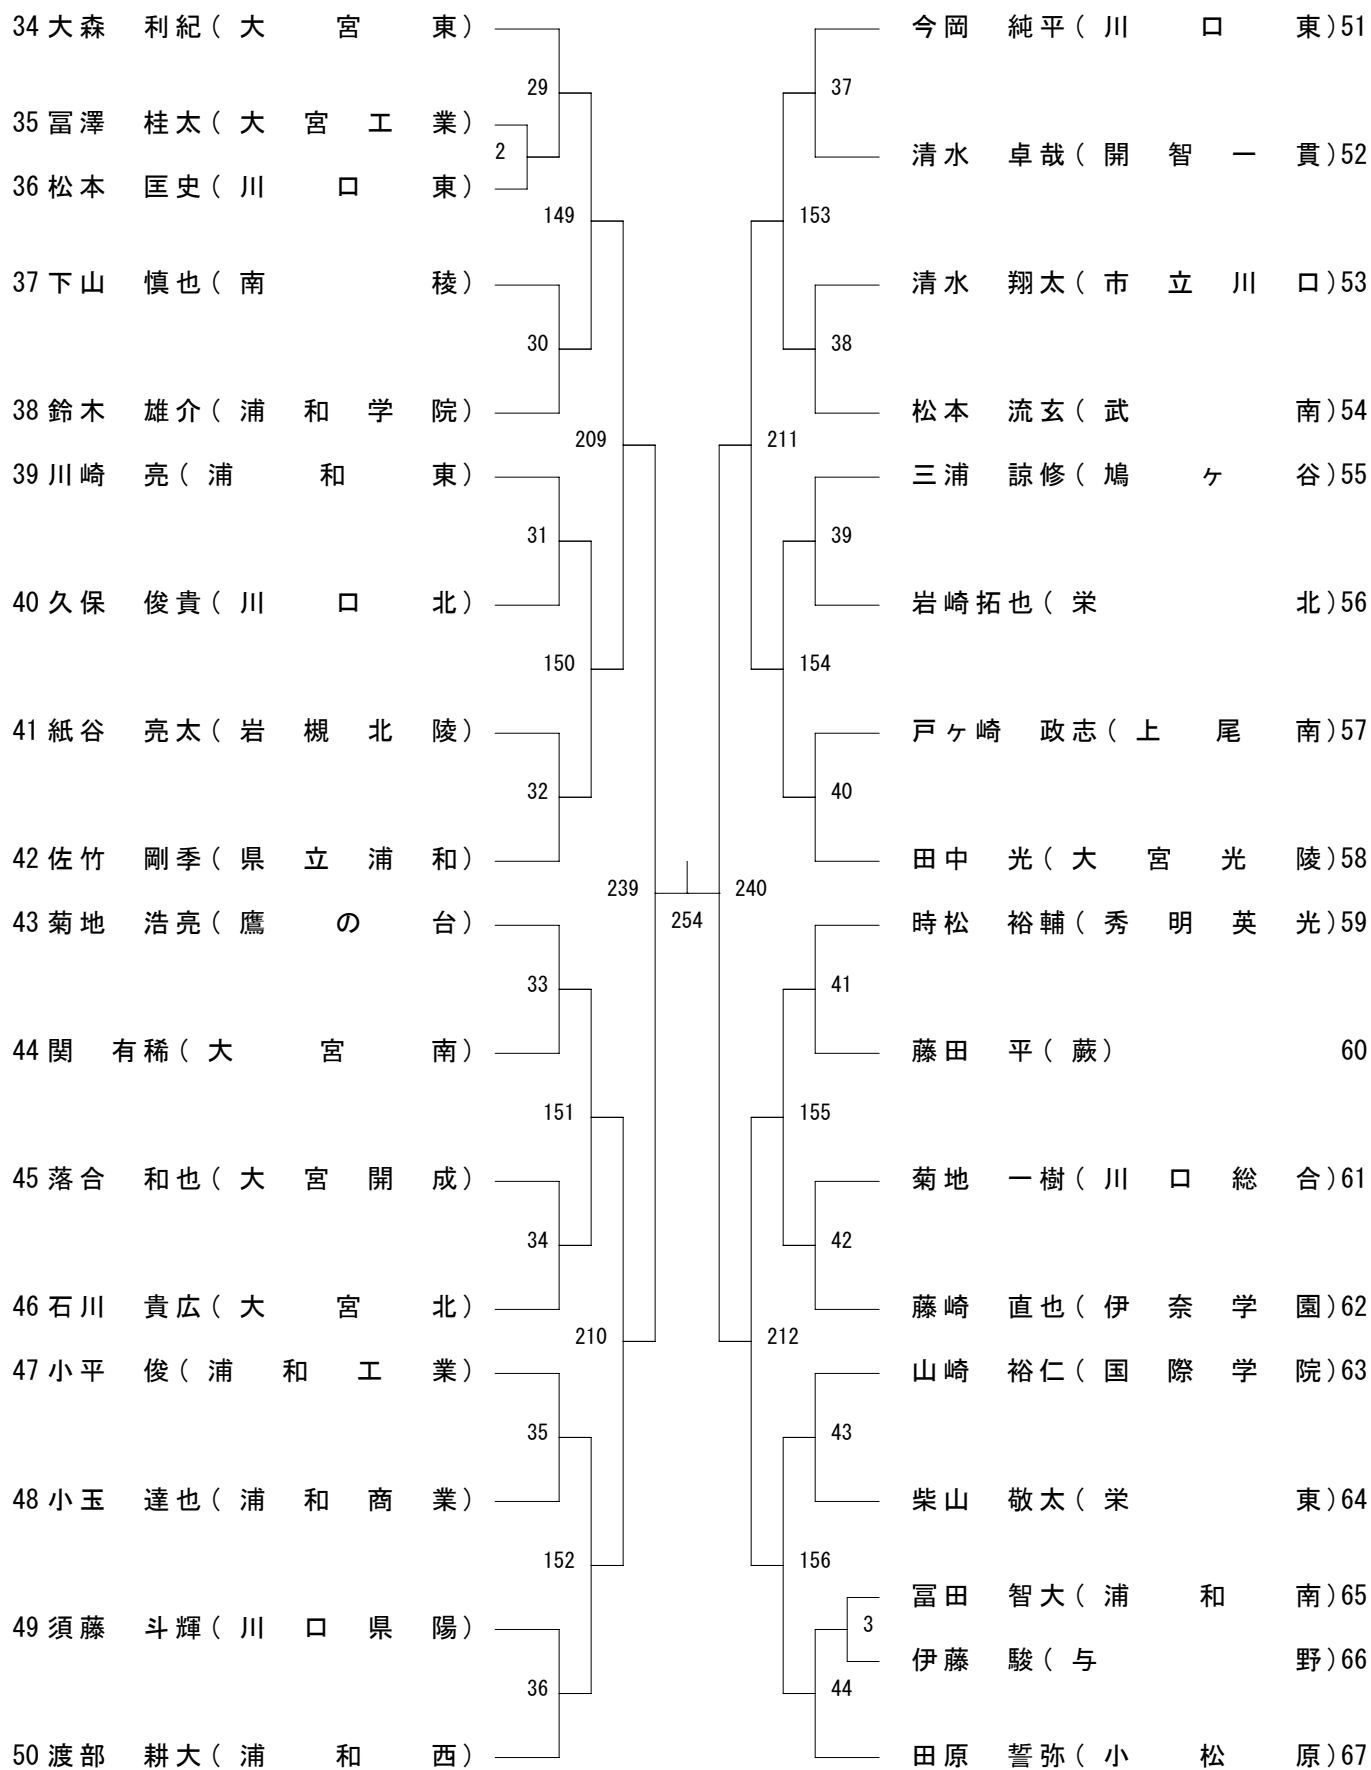 34 大森 利紀(大宮東)
29
35 冨澤 桂太(大宮工業)
2
36 松本 匡史(川口東)
149
37 下山 慎也(南稜)
30
38 鈴木 雄介(浦和学院)
209
39 川崎 亮(浦和東)
31
40 久保 俊貴(川口北)
150
41 紙谷 亮太(岩槻北陵)
32
42 佐竹 剛季(県立浦和)
239
43 菊地 浩亮(鷹の台)
33
44 関 有稀(大宮南)
151
45 落合 和也(大宮開成)
34
46 石川 貴広(大宮北)
210
47 小平 俊(浦和工業)
35
48 小玉 達也(浦和商業)
152
49 須藤 斗輝(川口県陽)
36
50 渡部 耕大(浦和西)
254
今岡 純平(川口東)51
37
清水 卓哉(開智一貫)52
153
清水 翔太(市立川口)53
38
松本 流玄(武南)54
211
三浦 諒修(鳩ヶ谷)55
39
岩崎拓也(栄北)56
154
戸ヶ崎 政志(上尾南)57
40
田中 光(大宮光陵)58
240
時松 裕輔(秀明英光)59
41
藤田 平(蕨) 60
155
菊地 一樹(川口総合)61
42
藤崎 直也(伊奈学園)62
212
山崎 裕仁(国際学院)63
43
柴山 敬太(栄東)64
156
冨田 智大(浦和南)65
3
伊藤 駿(与野)66
44
田原 誓弥(小松原)67